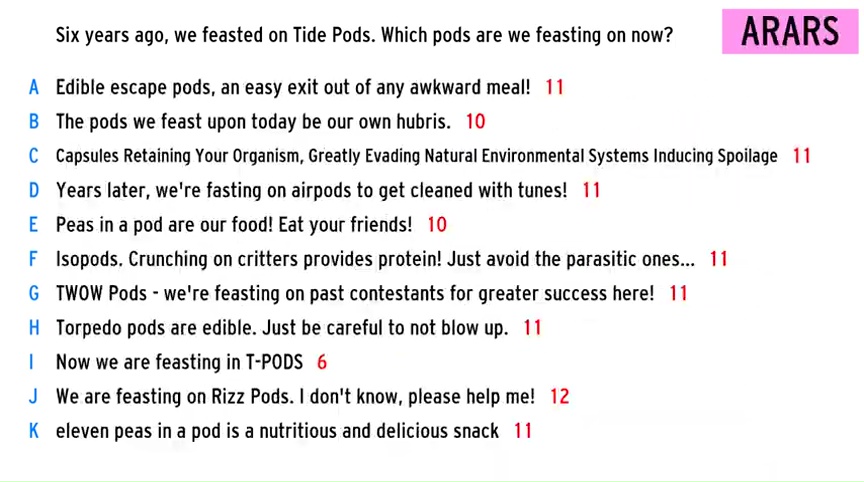 Six years ago, we feasted on Tide Pods. Which pods are we feasting on now?
ARARS
A Edible escape pods, an easy exit out of any awkward meal! 11
B The pods we feast upon today be our own hubris. 10
C Capsules Retaining Your Organism, Greatly Evading Natural Environmental Systems Inducing Spoilage 11
D Years later, we're fasting on airpods to get cleaned with tunes! 11
E Peas in a pod are our food! Eat your friends! 10
F Isopods. Crunching on critters provides protein! Just avoid the parasitic ones... 11
G TWOW Pods - we're feasting on past contestants for greater success here! 11
H Torpedo pods are edible. Just be careful to not blow up. 11
I Now we are feasting in T-PODS 6
J We are feasting on Rizz Pods. I don't know, please help me! 12
K eleven peas in a pod is a nutritious and delicious snack 11